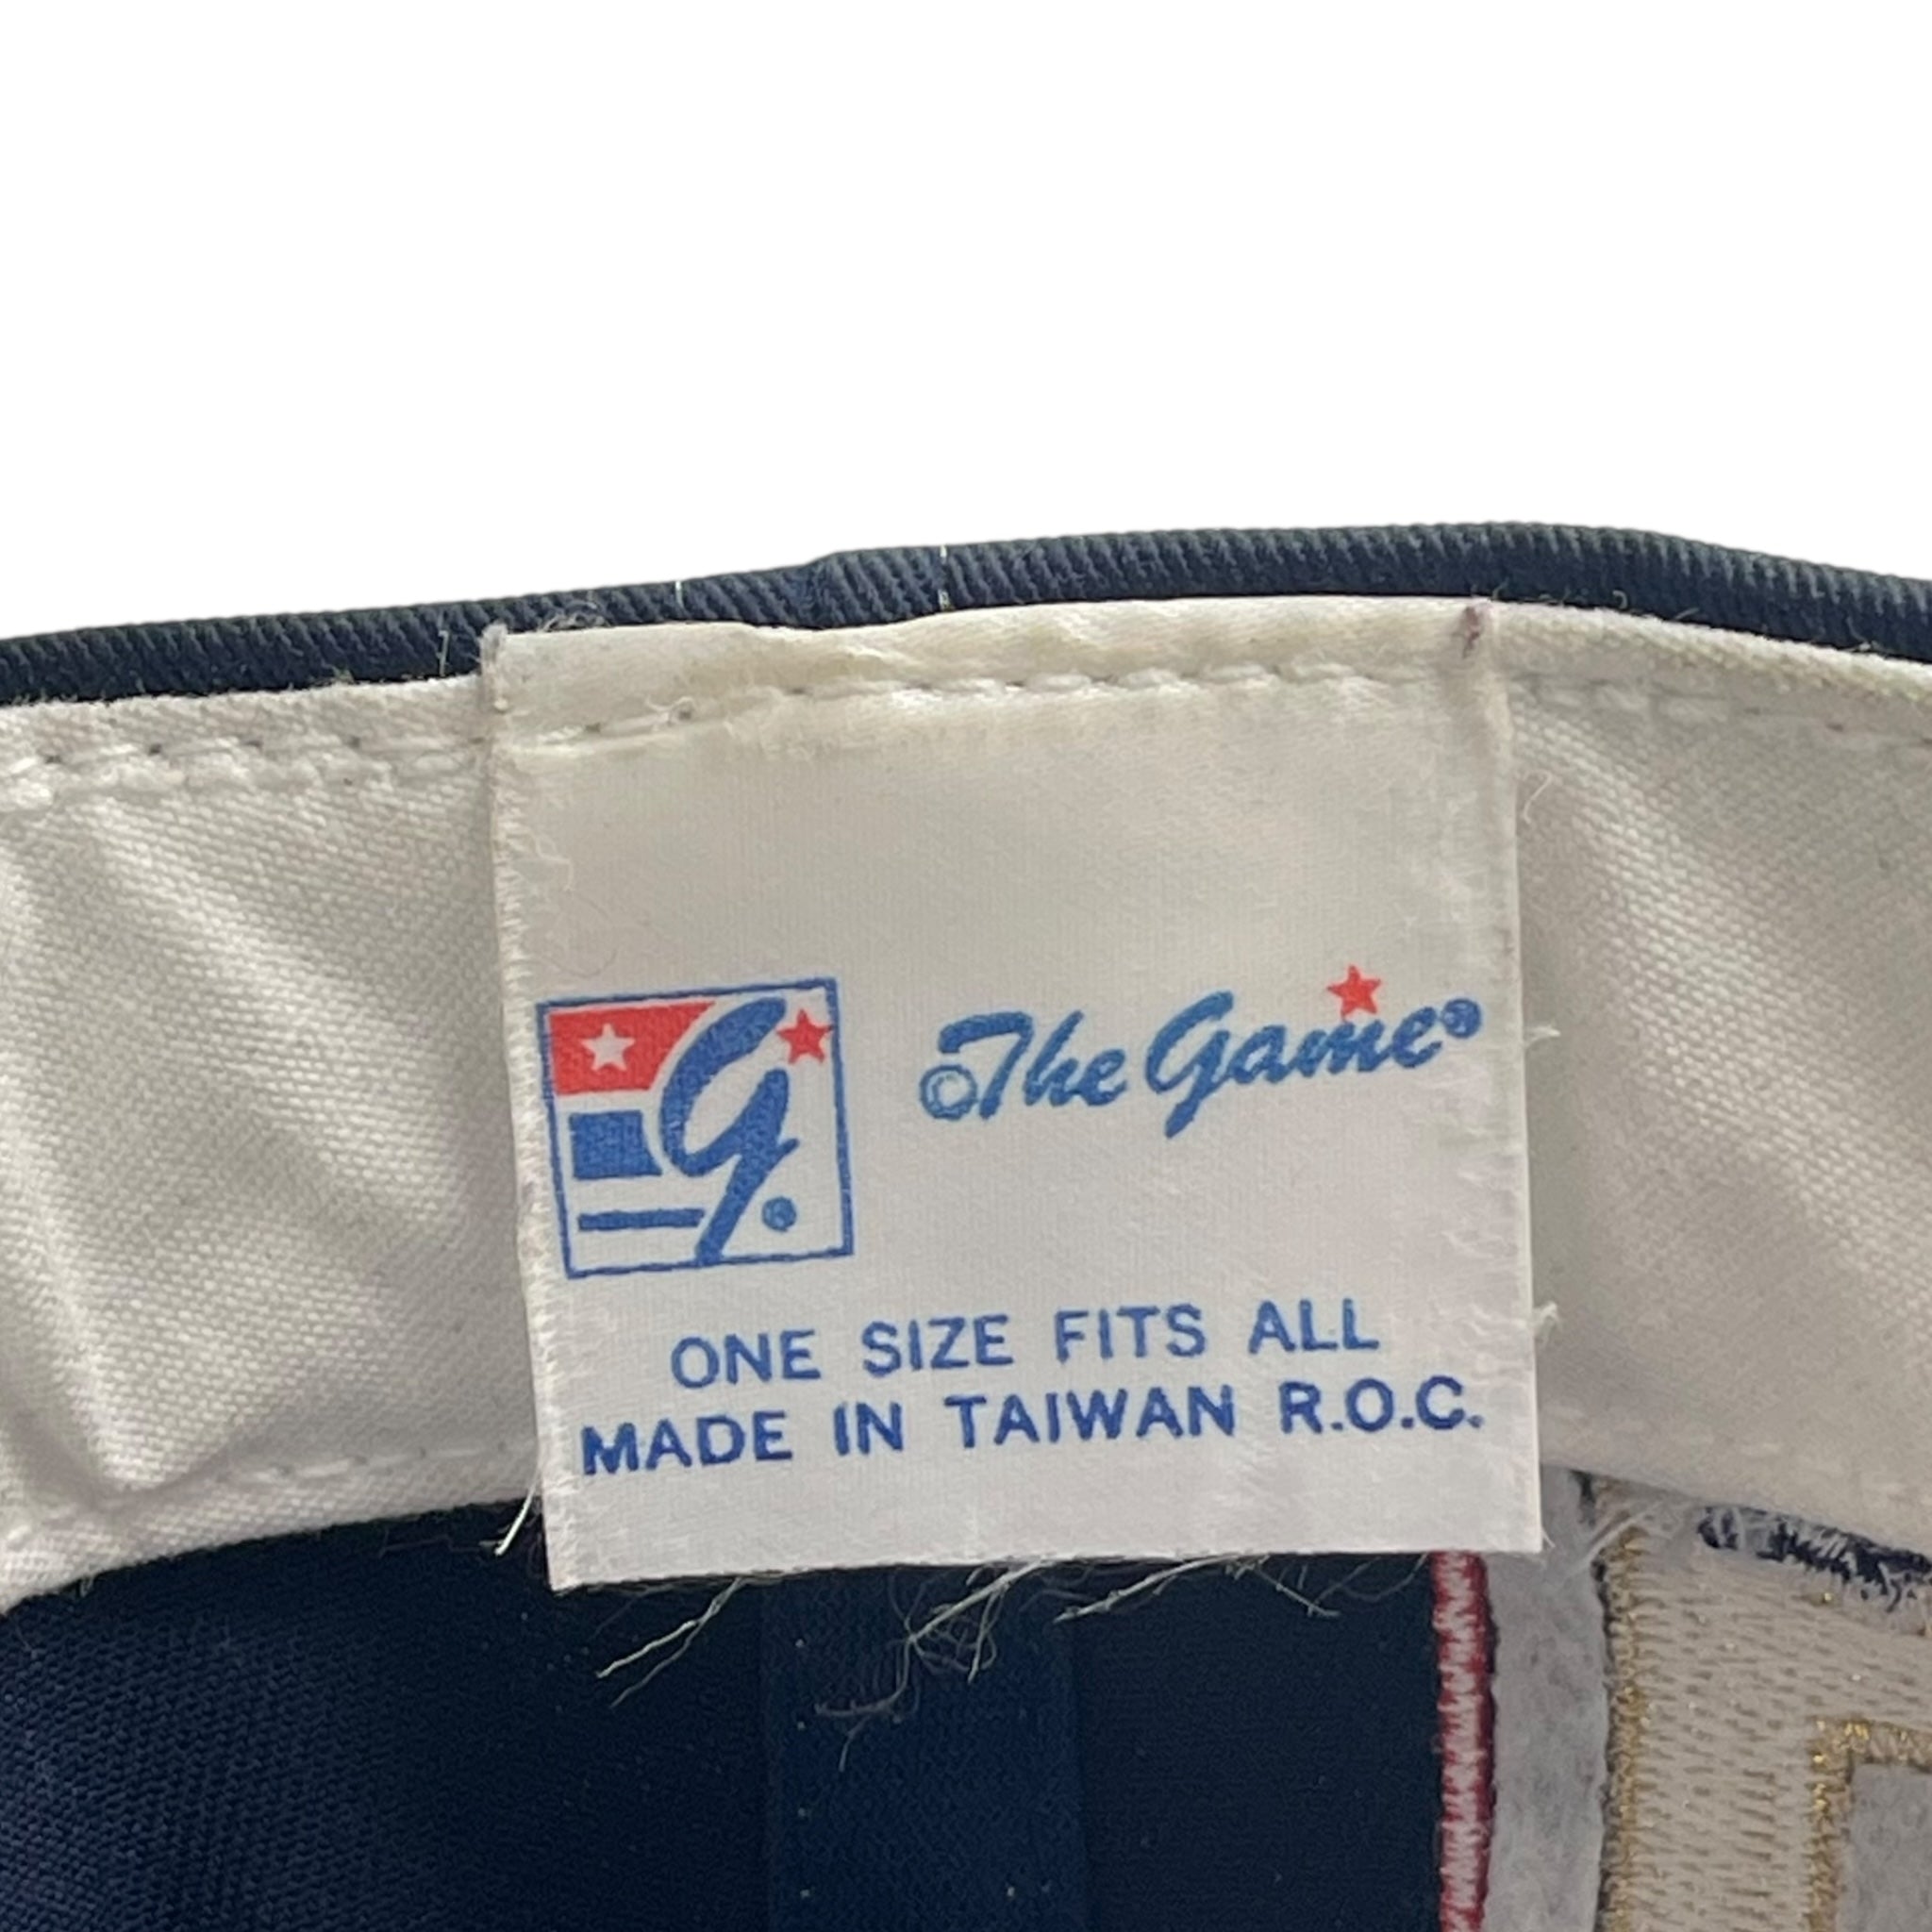 g®
©The Game®
ONE SIZE FITS ALL
MADE IN TAIWAN R.O.C.